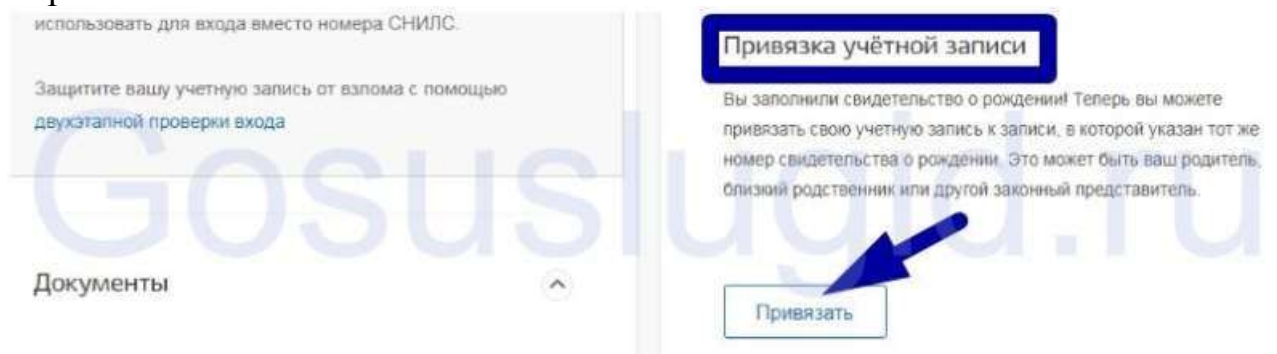 использовать для входа вместо номера СНИЛС.
Защитите вашу учетную запись от взлома с помощью
двухэтапной проверки входа
Документы
Привязка учётной записи
Вы заполнили свидетельство о рождении! Теперь вы можете
привязать свою учетную запись к записи, в которой указан тот же
номер свидетельства о рождении. Это может быть ваш родитель,
близкий родственник или другой законный представитель.
Привязать
Gosuslugid.ru